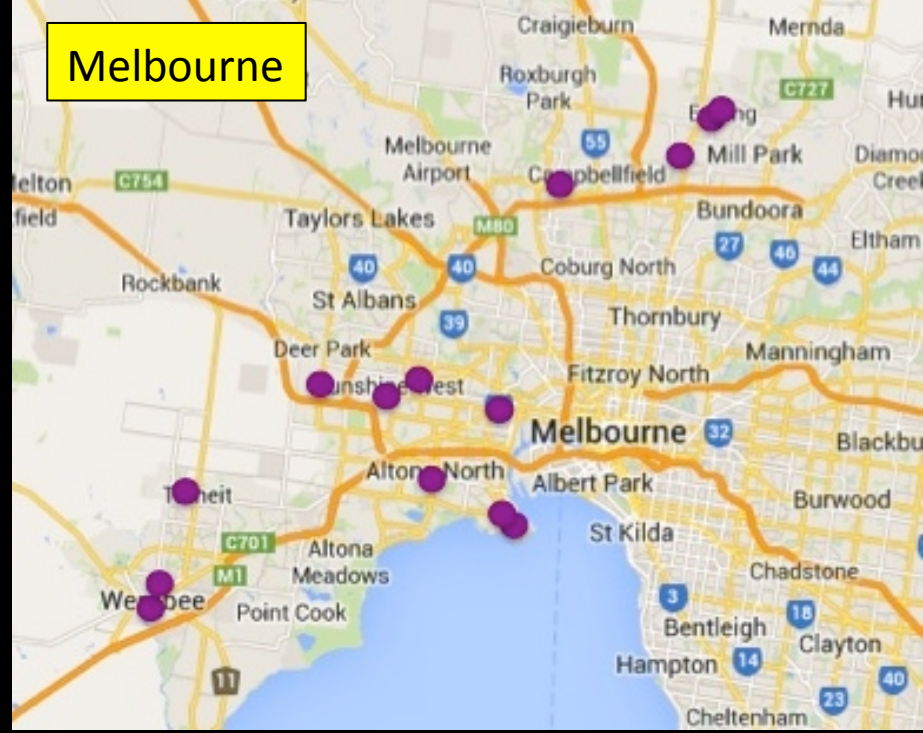 Melbourne
Craigieburn
Mernda
Roxburgh
Park
C727
55
Melbourne
Airport
Mill Park
C754
Taylors Lakes
M80
Bundoora
27
46
44
Eltham
40
40
Coburg North
Rockbank
St Albans
39
Thornbury
Deer Park
Manningham
Fitzroy North
Melbourne
32
Albert Park
Burwood
St Kilda
C701
Altona
Meadows
M1
Chadstone
Point Cook
3
18
Bentleigh
Clayton
Hampton
14
11
40
23
Cheltenham